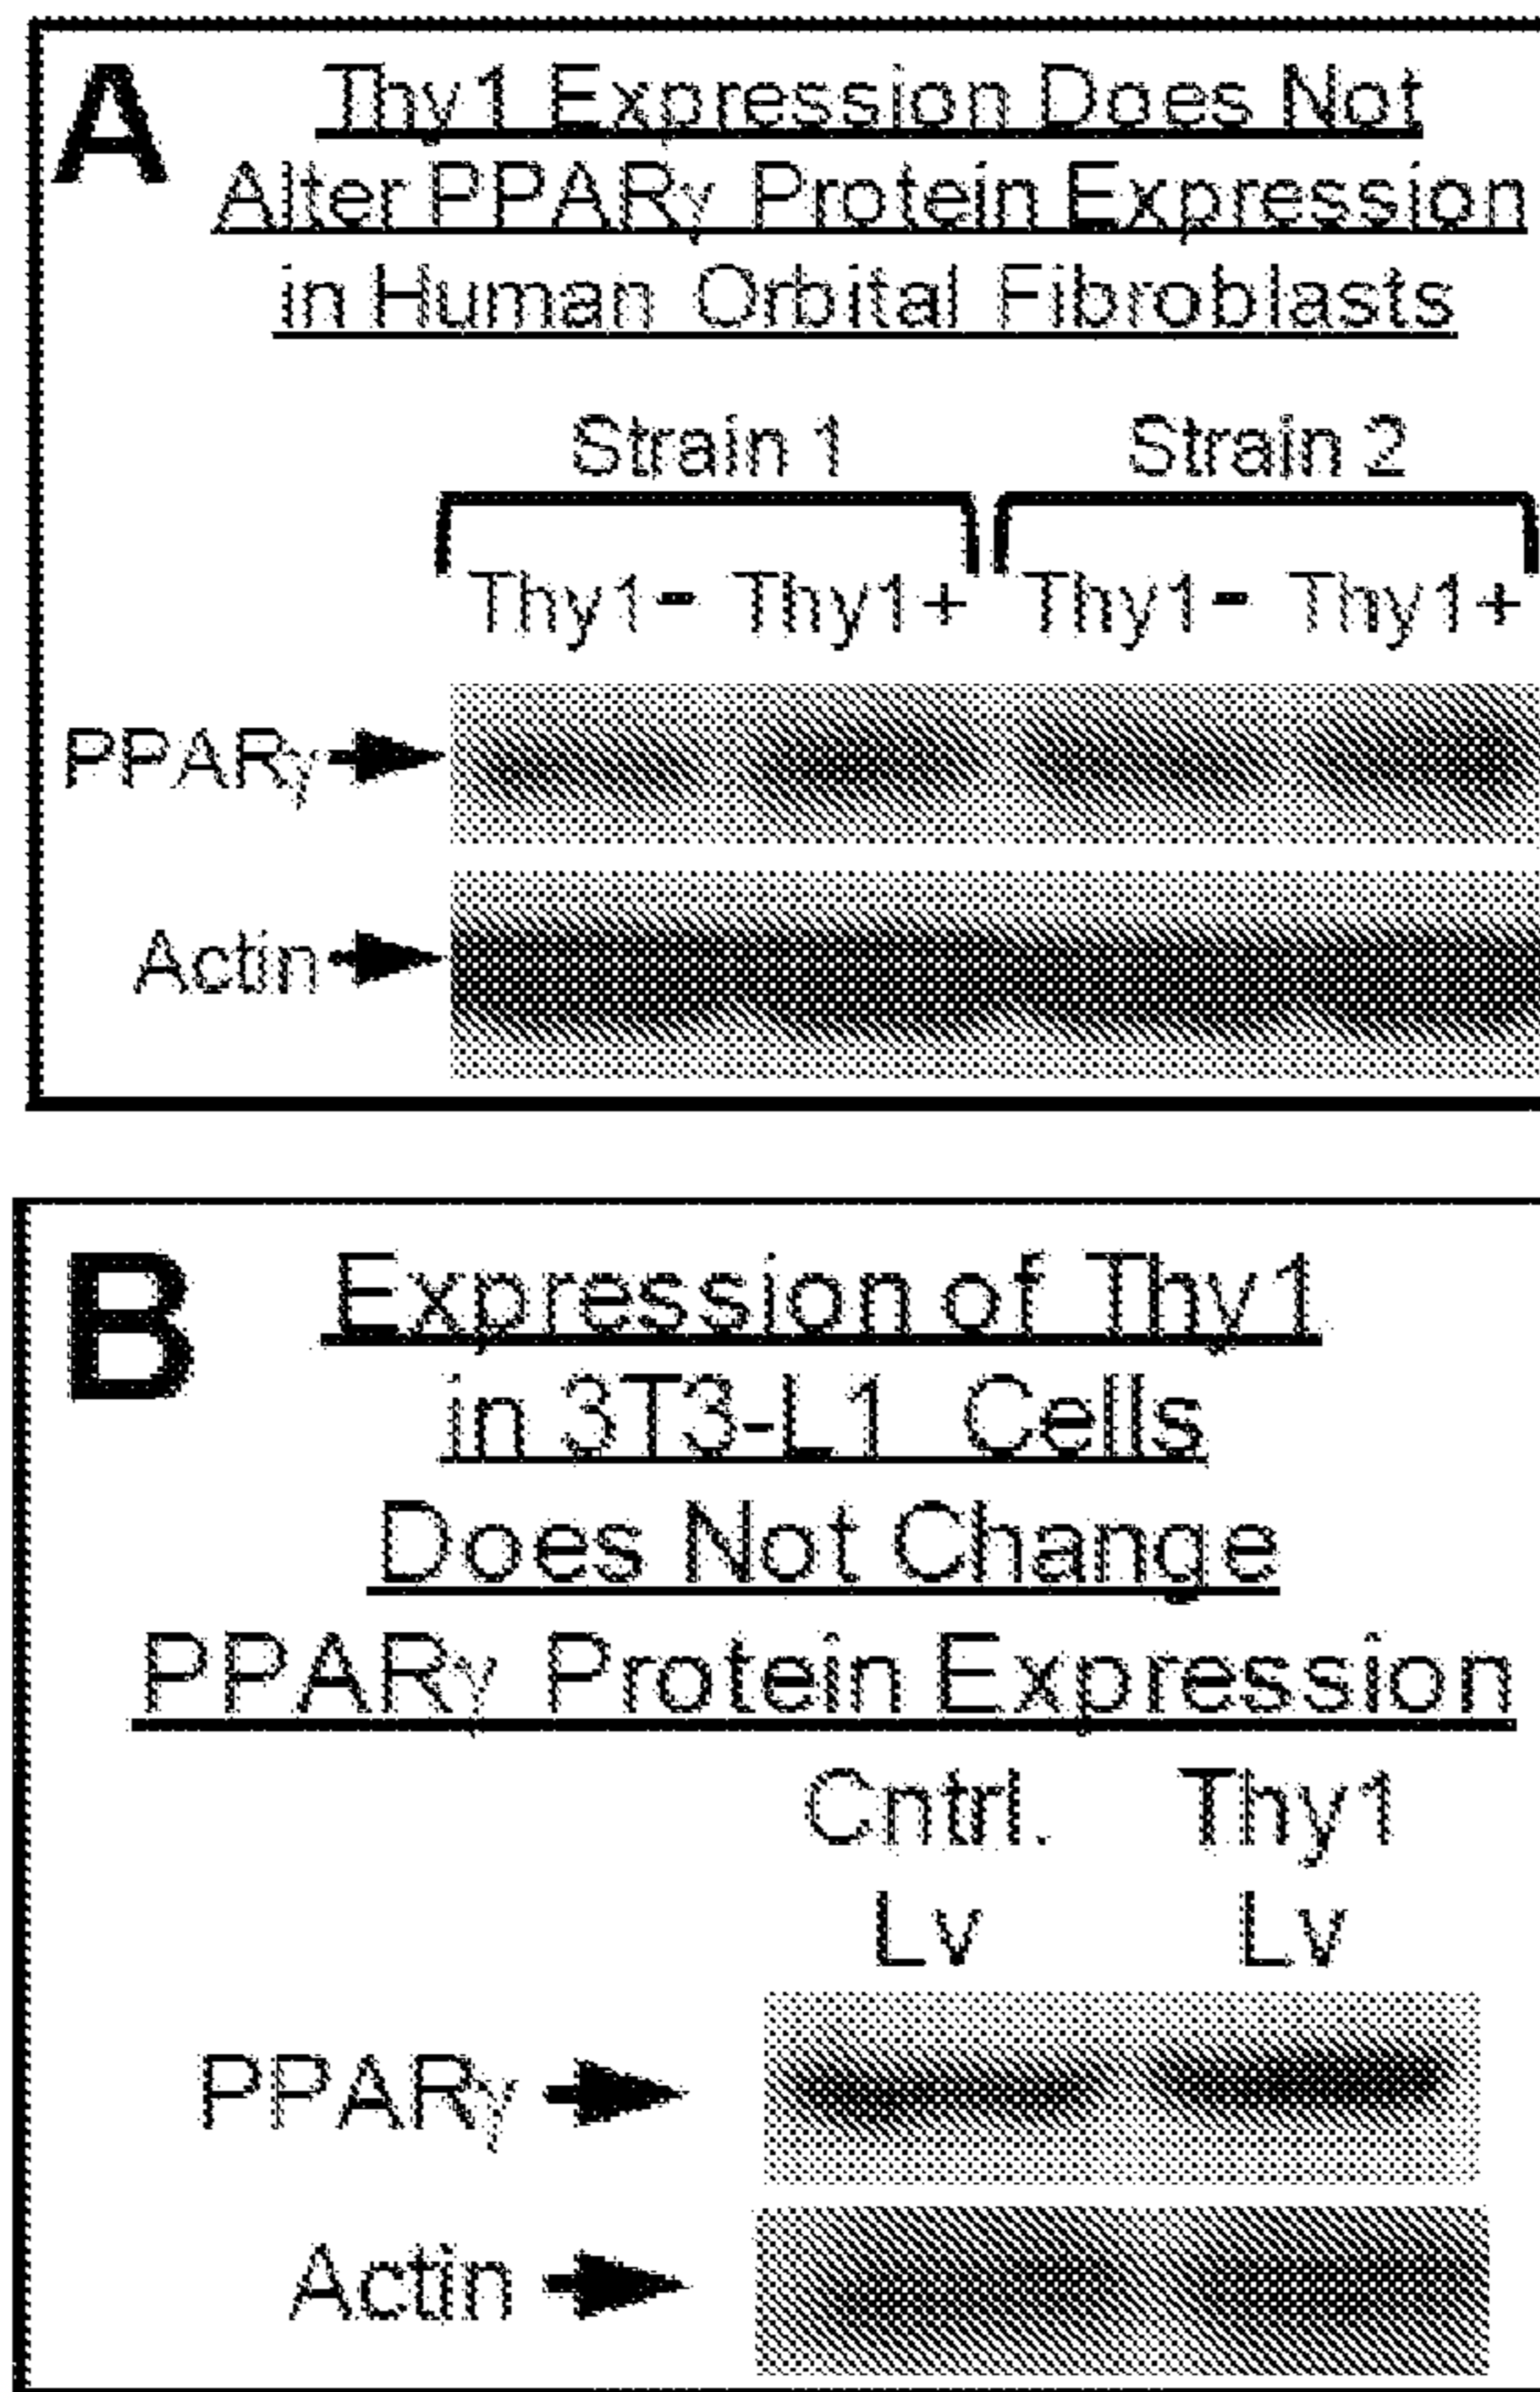 A
Thy1 Expression Does Not
Alter PPARγ Protein Expression
in Human Orbital Fibroblasts
Strain 1 Strain 2
Thy1- Thy1+ Thy1- Thy1+
PPARγ
Actin
B
Expression of Thy1
in 3T3-L1 Cells
Does Not Change
PPARγ Protein Expression
Cntrl. Thy1
Lv Lv
PPARγ
Actin